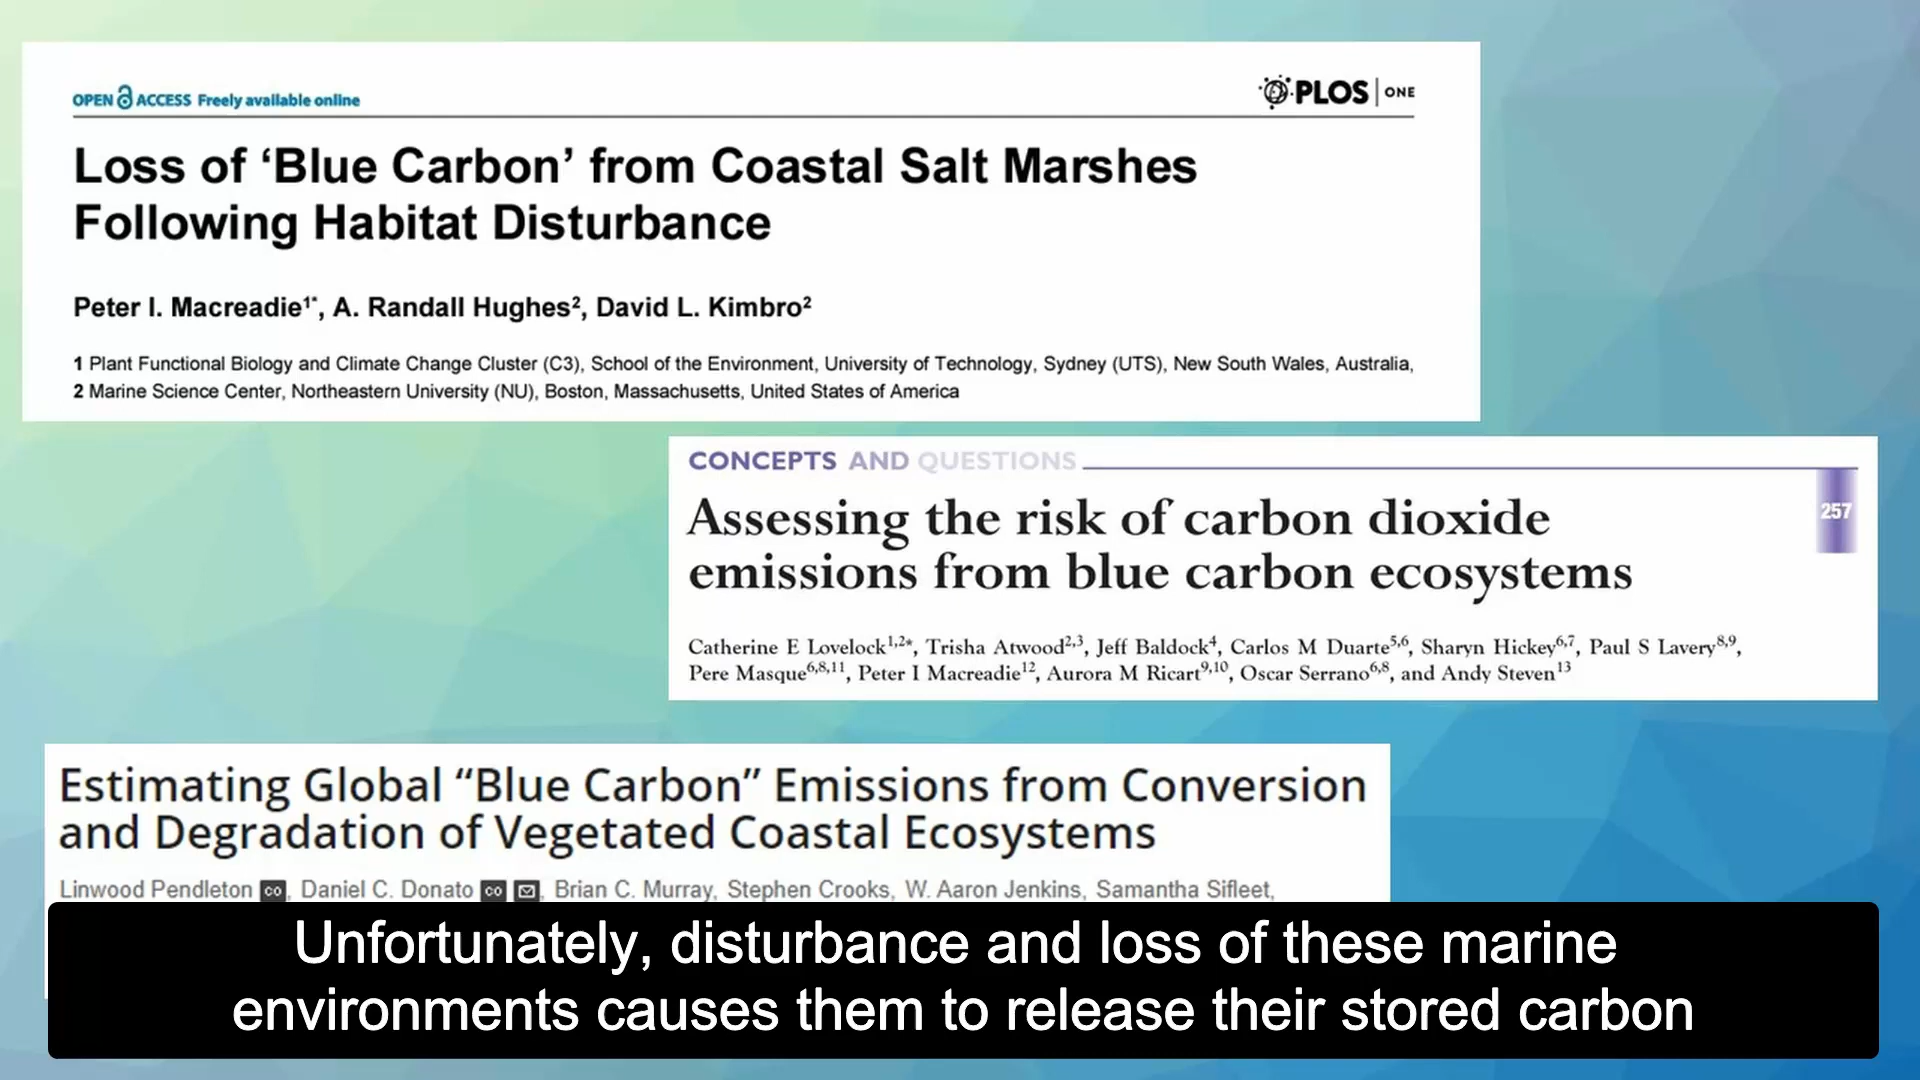 OPEN ACCESS Freely available online
PLOS | ONE
Loss of ‘Blue Carbon’ from Coastal Salt Marshes
Following Habitat Disturbance
Peter I. Macreadie1*, A. Randall Hughes2, David L. Kimbro2
1 Plant Functional Biology and Climate Change Cluster (C3), School of the Environment, University of Technology, Sydney (UTS), New South Wales, Australia,
2 Marine Science Center, Northeastern University (NU), Boston, Massachusetts, United States of America
CONCEPTS AND QUESTIONS
257
Assessing the risk of carbon dioxide
emissions from blue carbon ecosystems
Catherine E Lovelock1,2*, Trisha Atwood2,3, Jeff Baldock4, Carlos M Duarte5,6, Sharyn Hickey6,7, Paul S Lavery8,9,
Pere Masque6,8,11, Peter I Macreadie12, Aurora M Ricart9,10, Oscar Serrano6,8, and Andy Steven13
Estimating Global “Blue Carbon” Emissions from Conversion
and Degradation of Vegetated Coastal Ecosystems
Linwood Pendleton co, Daniel C. Donato co, Brian C. Murray, Stephen Crooks, W. Aaron Jenkins, Samantha Sifleet,
Unfortunately, disturbance and loss of these marine
environments causes them to release their stored carbon